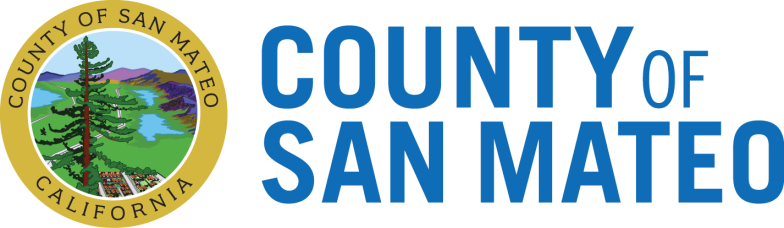 COUNTY OF SAN MATEO
CALIFORNIA
COUNTY OF
SAN MATEO